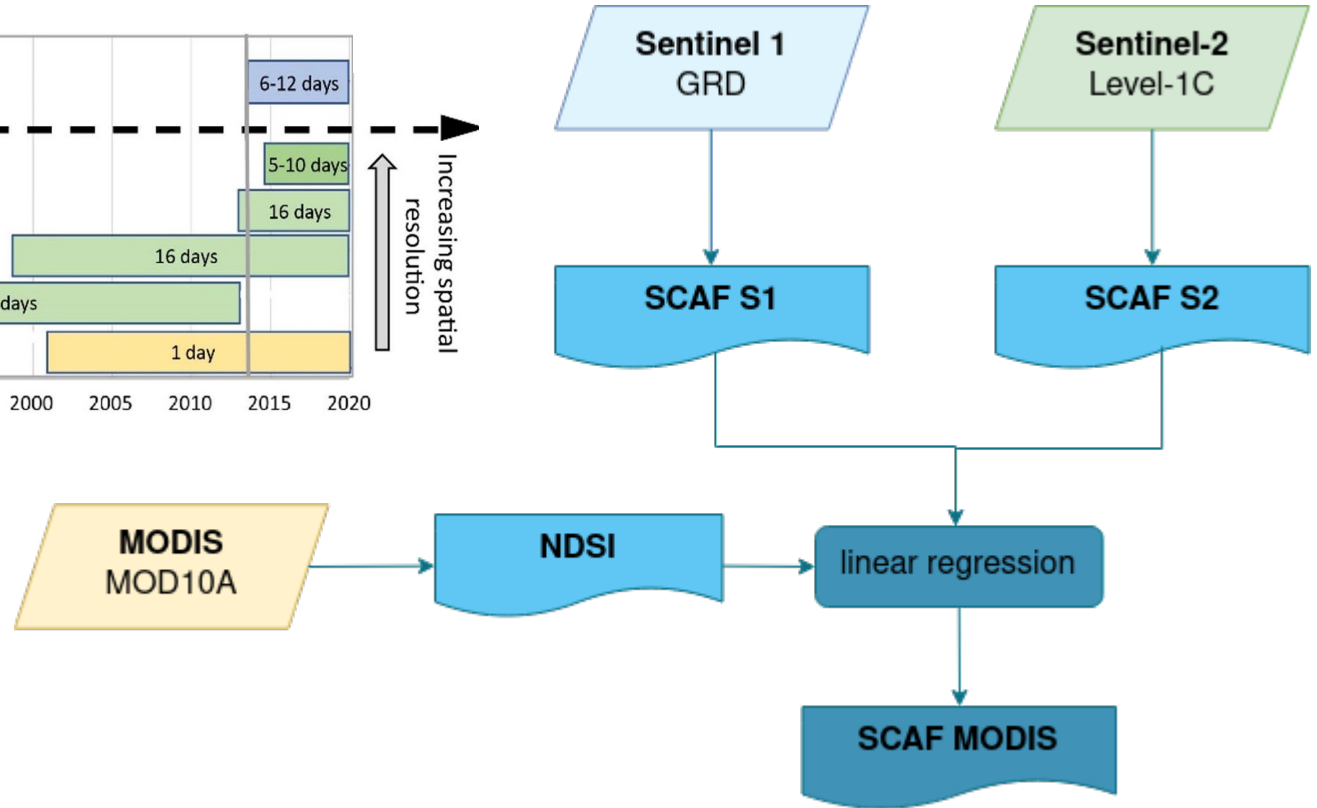 6-12 days
5-10 days
16 days
16 days
days
1 day
2000 2005 2010 2015 2020
Increasing spatial
resolution
Sentinel 1
GRD
Sentinel-2
Level-1C
SCAF S1
SCAF S2
MODIS
MOD10A
NDSI
linear regression
SCAF MODIS